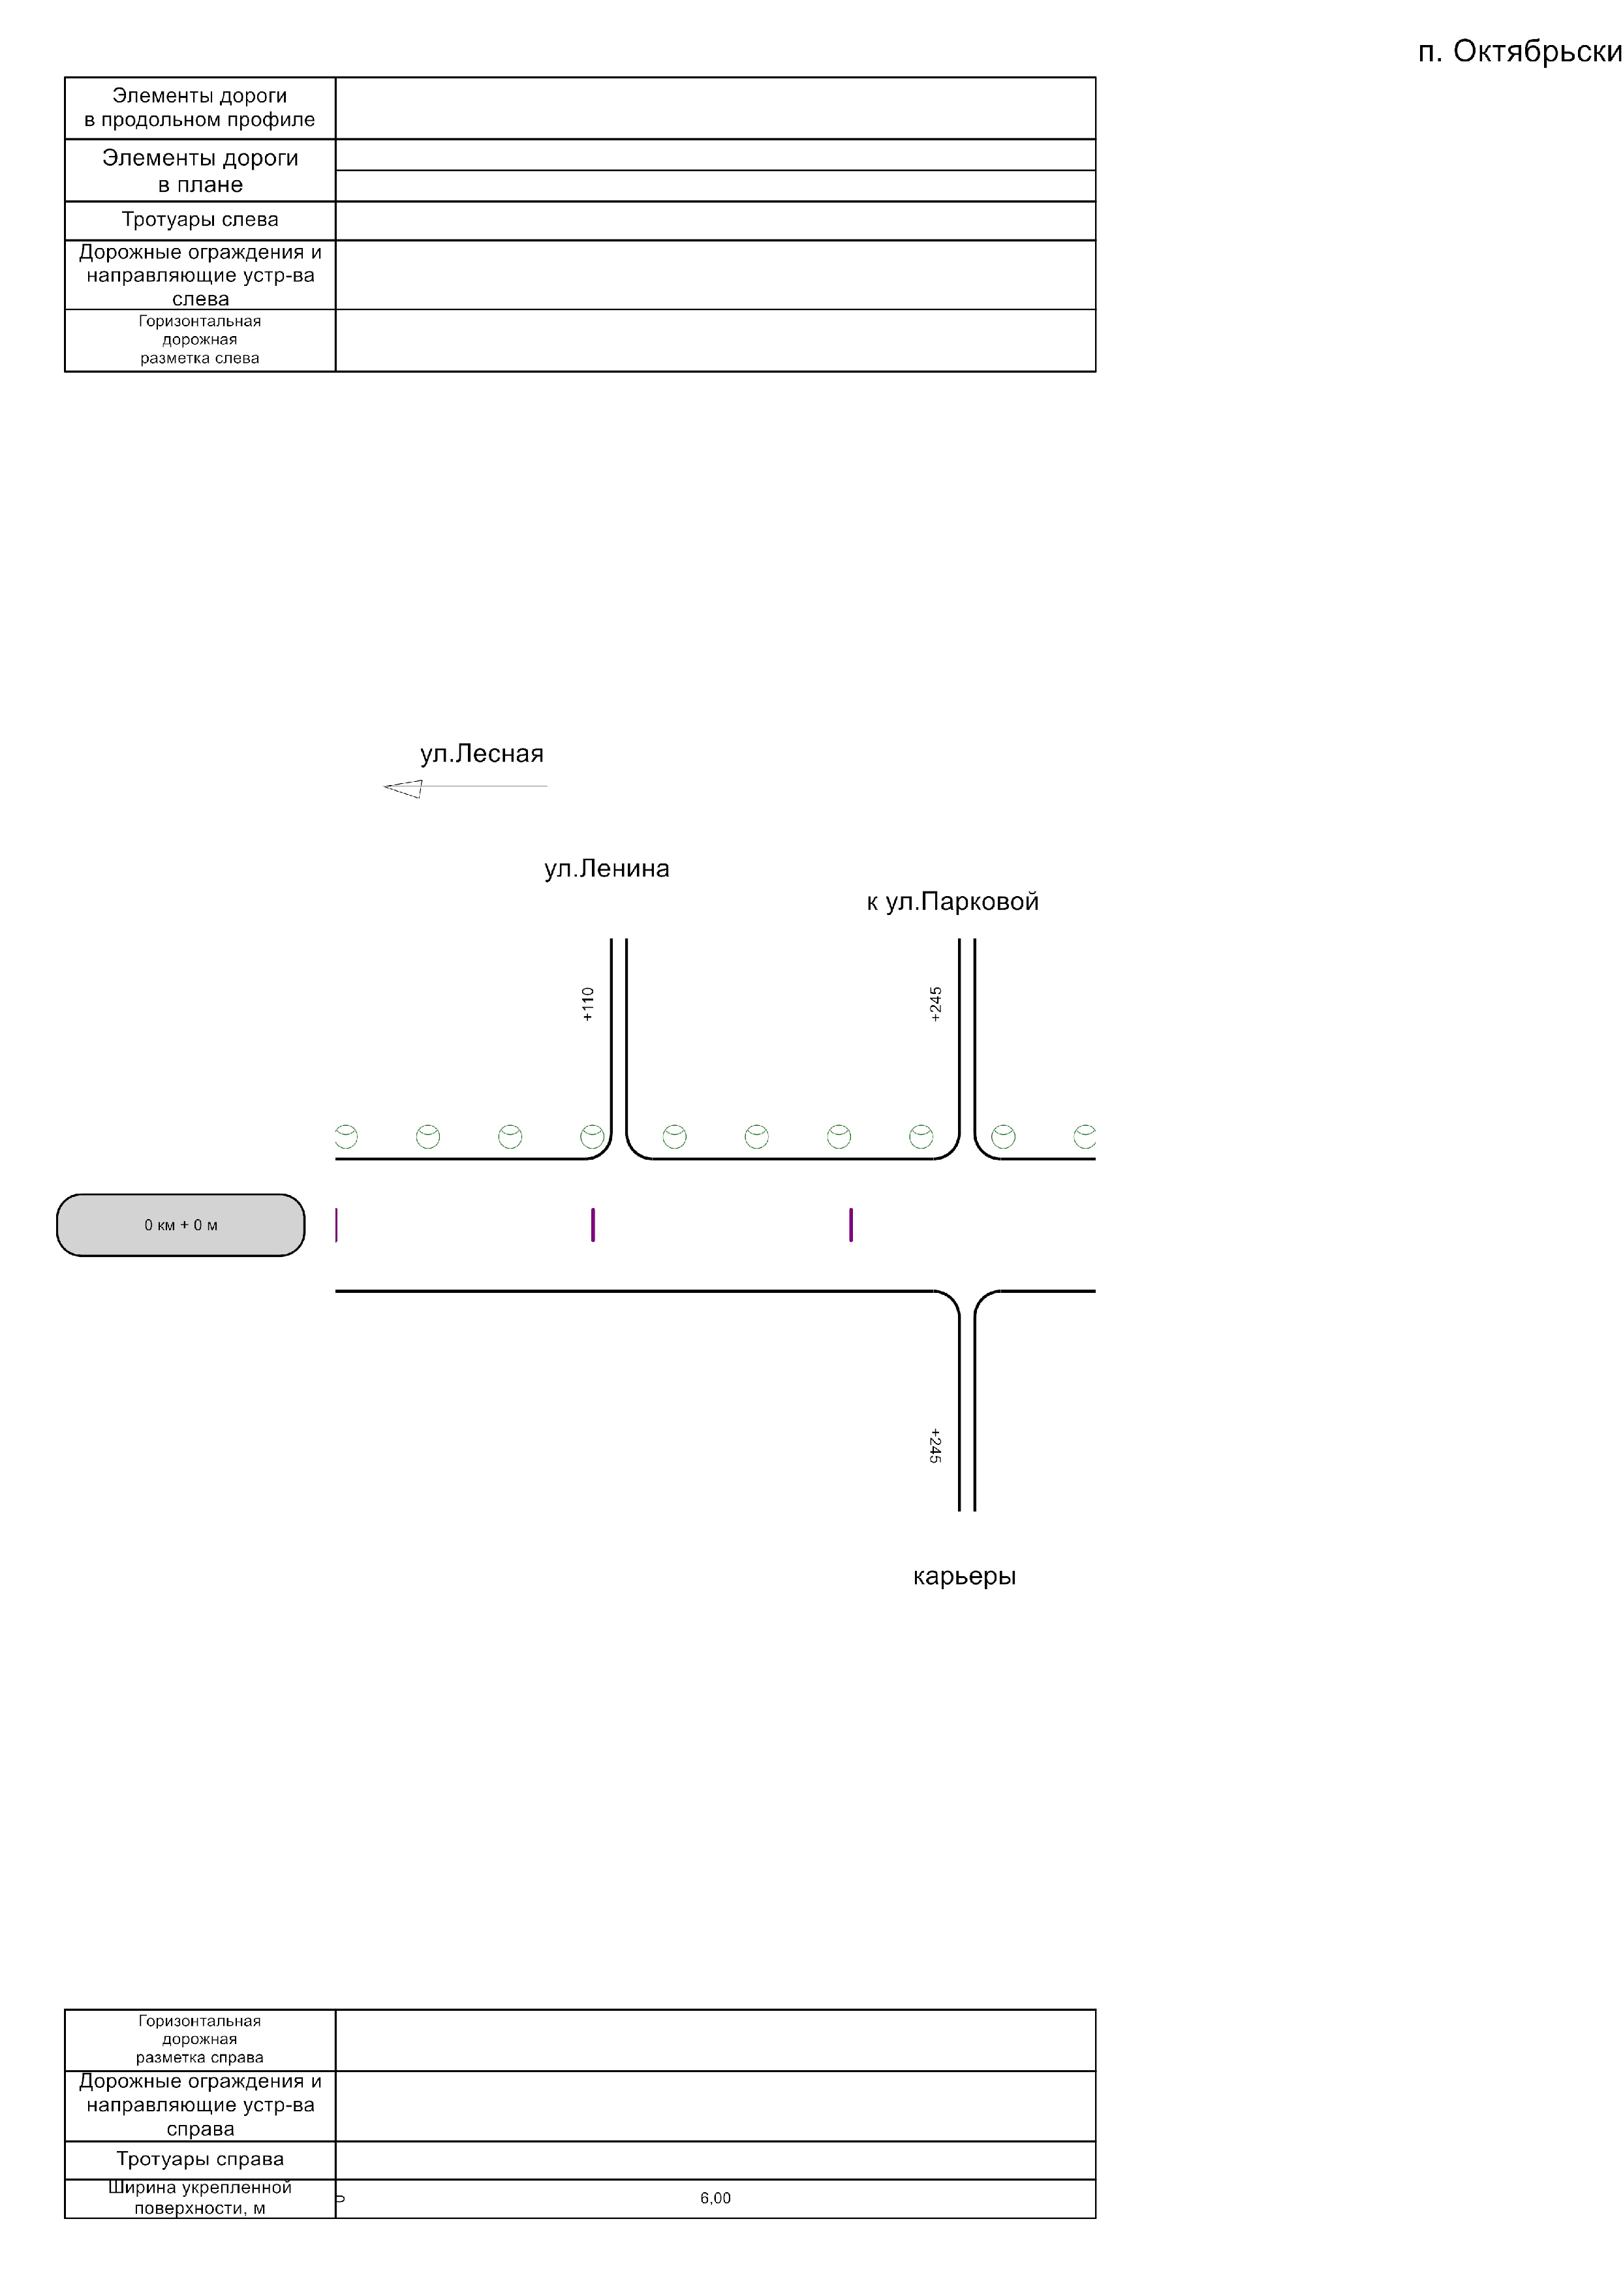 п. Октябрьски
Элементы дороги
в продольном профиле
Элементы дороги
в плане
Тротуары слева
Дорожные ограждения и
направляющие устр-ва
слева
Горизонтальная
дорожная
разметка слева
ул.Лесная
ул.Ленина
к ул.Парковой
+110
+245
0 км + 0 м
+245
карьеры
Горизонтальная
дорожная
разметка справа
Дорожные ограждения и
направляющие устр-ва
справа
Тротуары справа
Ширина укрепленной
поверхности, м
6,00